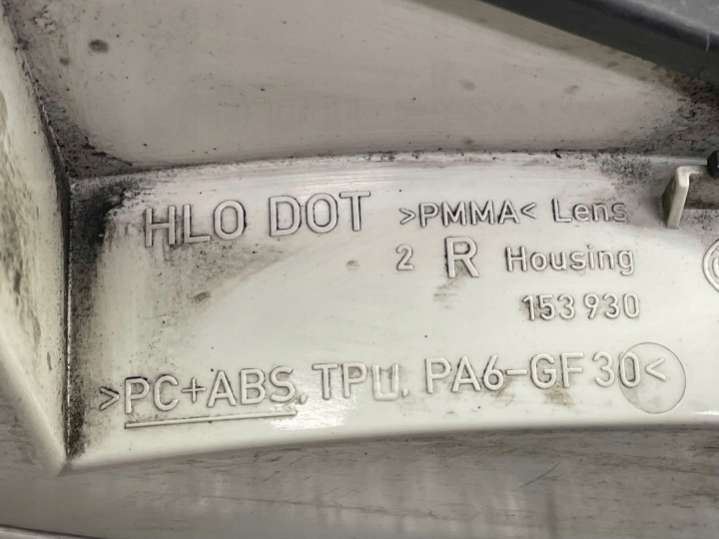 HLO DOT >PMMA< Lens
2 R Housing
153 930
>PC+ABS, TPU, PA6-GF30<